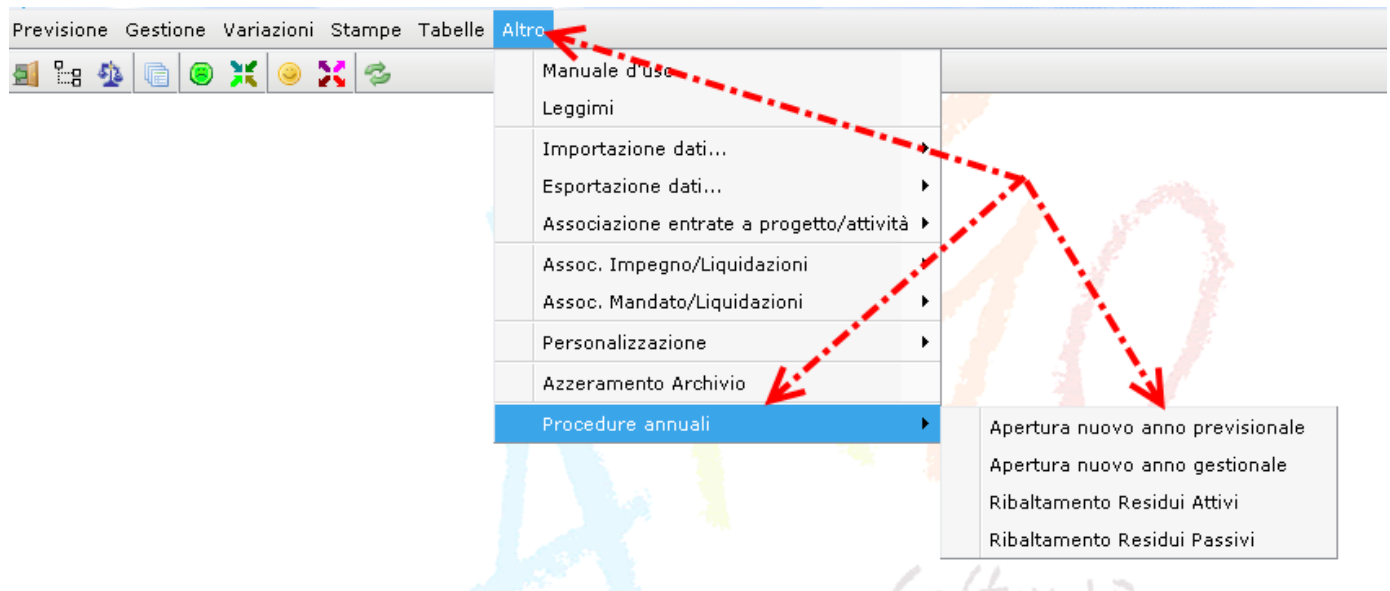 Previsione Gestione Variazioni Stampe Tabelle Altro
Manuale d'uso
Leggimi
Importazione dati...
Esportazione dati...
Associazione entrate a progetto/attività
Assoc. Impegno/Liquidazioni
Assoc. Mandato/Liquidazioni
Personalizzazione
Azzeramento Archivio
Procedure annuali
Apertura nuovo anno previsionale
Apertura nuovo anno gestionale
Ribaltamento Residui Attivi
Ribaltamento Residui Passivi